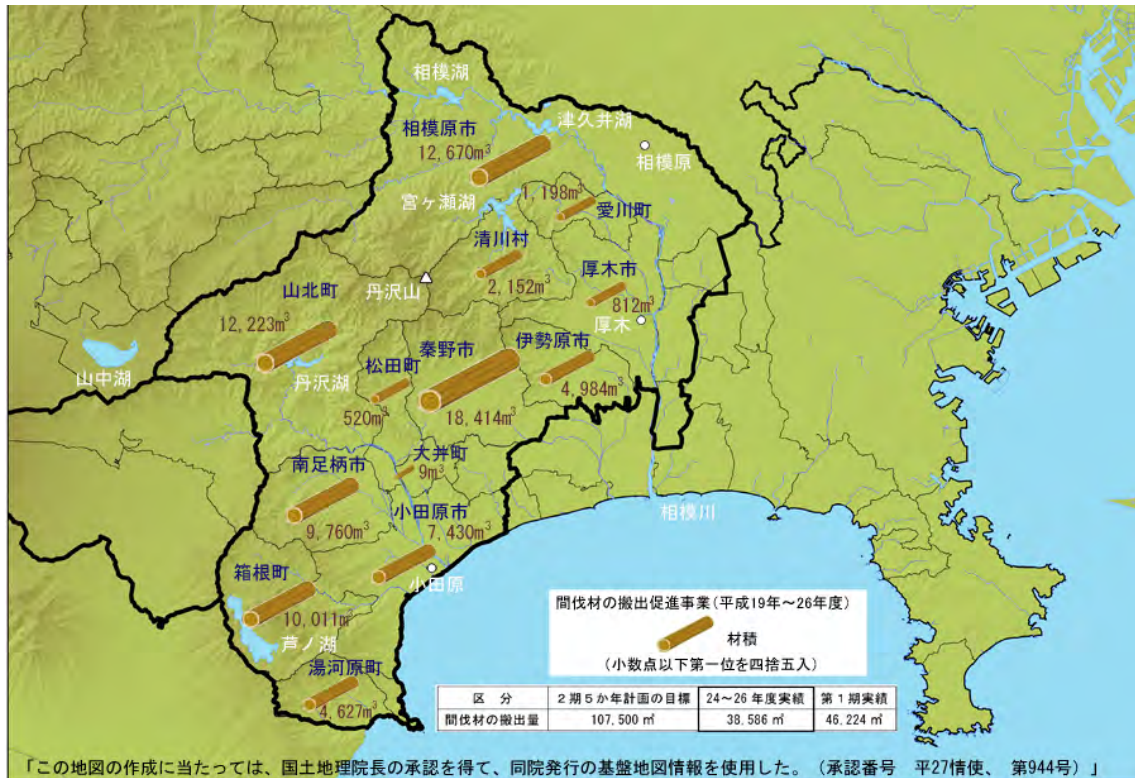 相模湖
津久井湖
相模原市
12,670m³
相模原
1,198m³
宮ヶ瀬湖
愛川町
清川村
2,152m³
厚木市
812m³
厚木
丹沢山
山北町
12,223m³
丹沢湖
山中湖
秦野市
18,414m³
伊勢原市
4,984m³
松田町
520m³
大井町
9m³
南足柄市
9,760m³
小田原市
7,430m³
小田原
相模川
箱根町
10,011m³
芦ノ湖
湯河原町
4,627m³
間伐材の搬出促進事業(平成19年～26年度)
材積
(小数点以下第一位を四捨五入)
区 分 2期5か年計画の目標 24～26年度実績 第1期実績
間伐材の搬出量 107,500 ㎥ 38,586 ㎥ 46,224 ㎥
「この地図の作成に当たっては、国土地理院長の承認を得て、同院発行の基盤地図情報を使用した。（承認番号 平27情使、 第944号）」